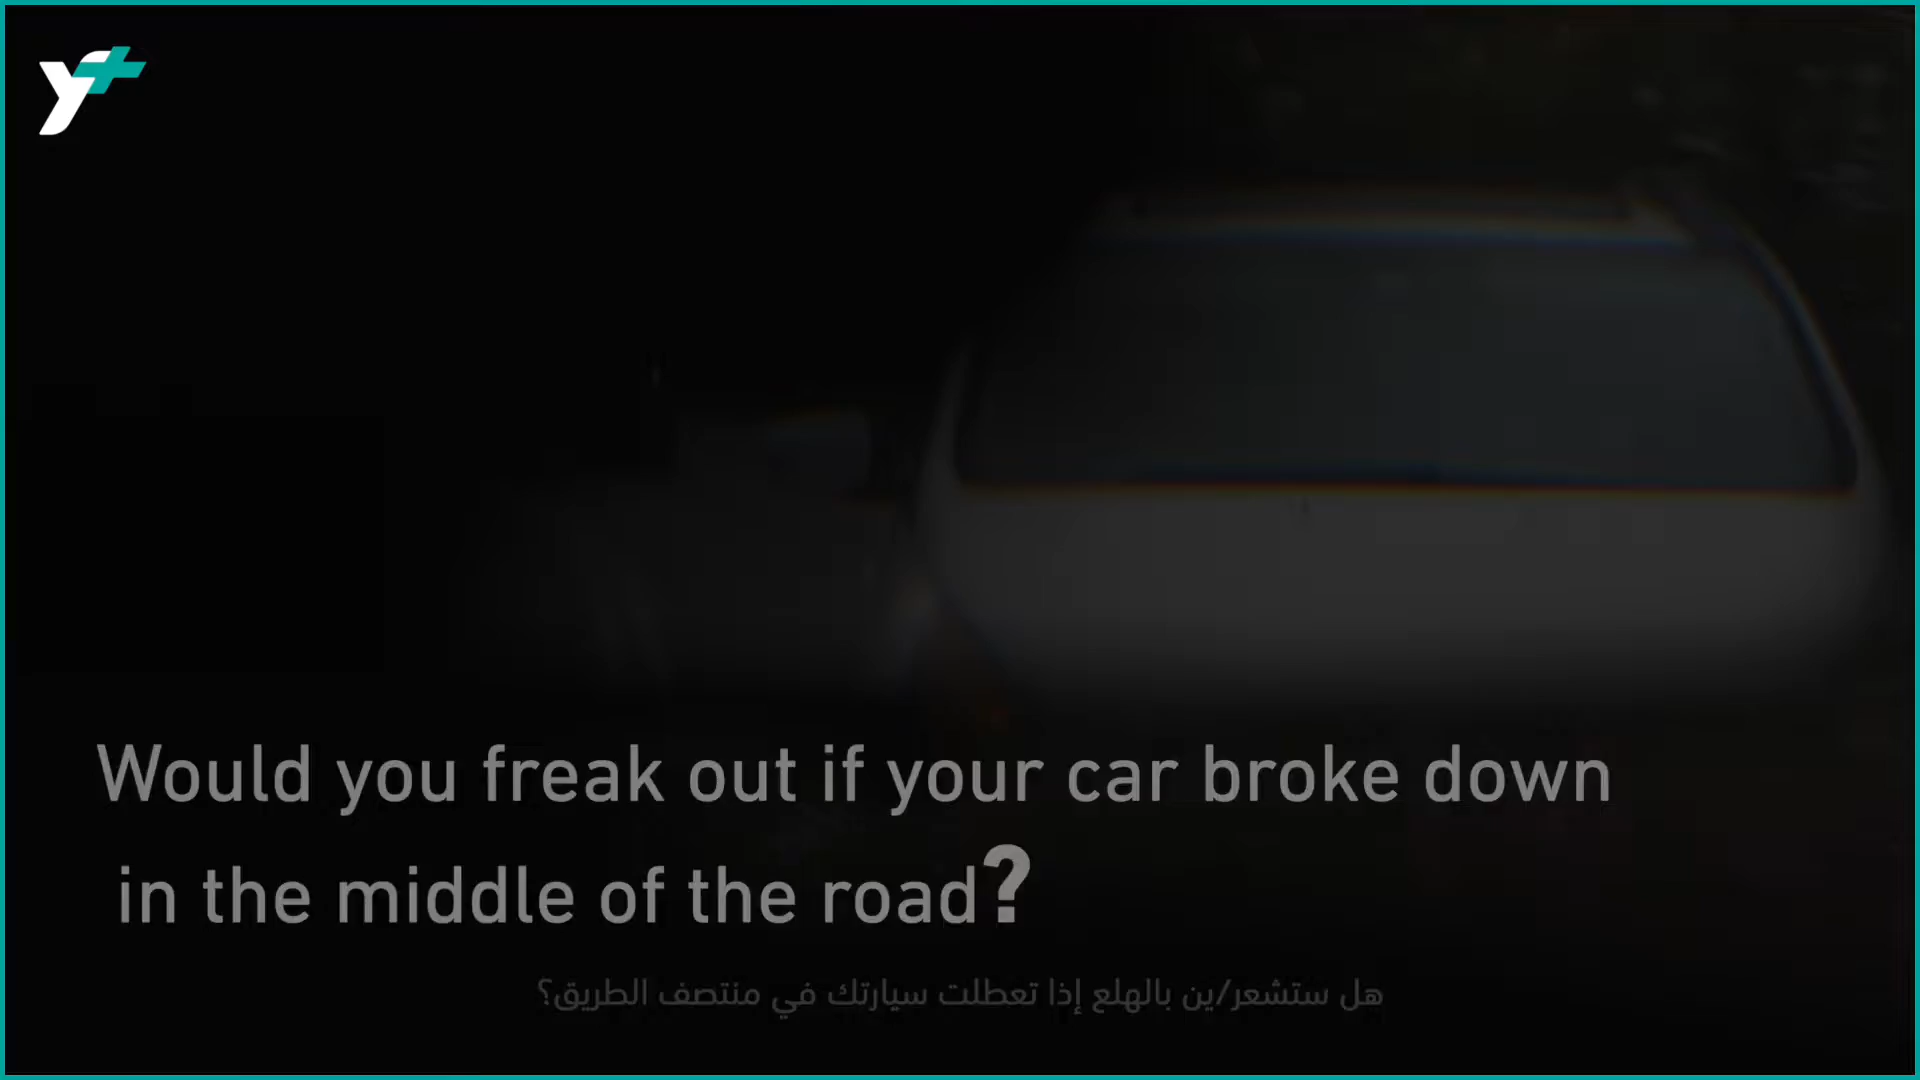 y+
Would you freak out if your car broke down
in the middle of the road?
هل ستشعر/ين بالهلع إذا تعطلت سيارتك في منتصف الطريق؟